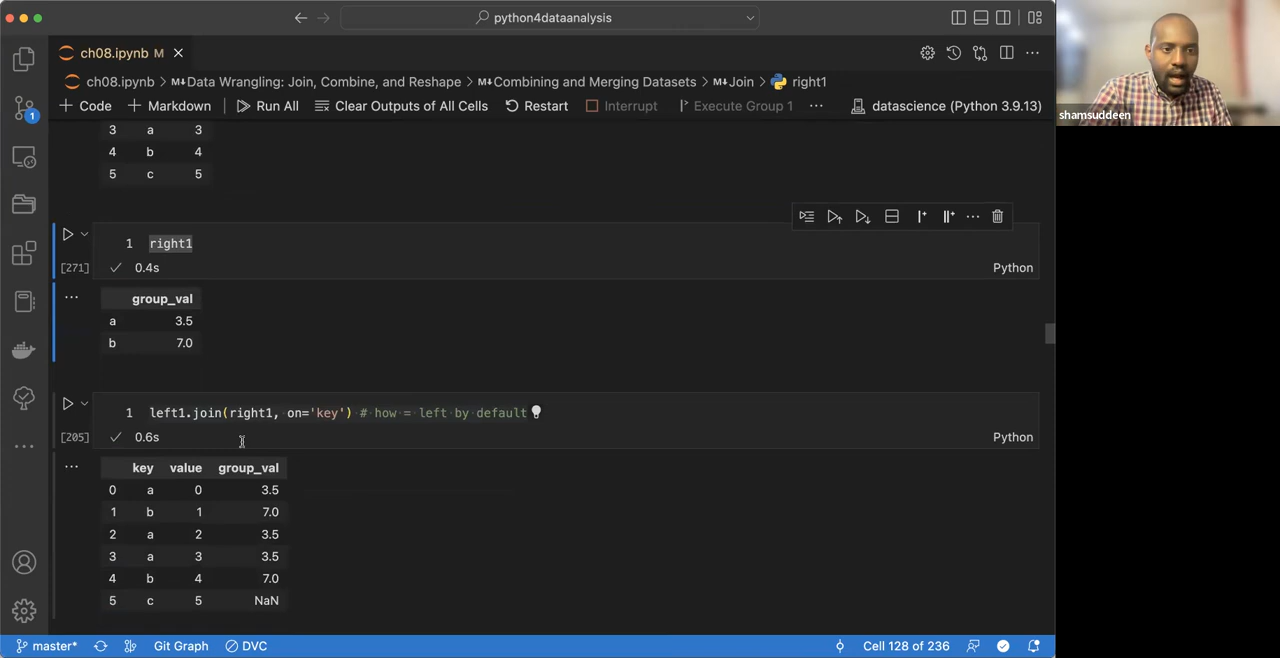 python4dataanalysis
ch08.ipynb M
ch08.ipynb > M↓Data Wrangling: Join, Combine, and Reshape > M↓Combining and Merging Datasets > M↓Join > right1
+ Code + Markdown Run All Clear Outputs of All Cells Restart Interrupt Execute Group 1 ... datascience (Python 3.9.13)
shamsuddeen
1
3 a 3
4 b 4
5 c 5
1 right1
[271] 0.4s Python
group_val
a 3.5
b 7.0
1 left1.join(right1, on='key') # how = left by default
[205] 0.6s Python
key value group_val
0 a 0 3.5
1 b 1 7.0
2 a 2 3.5
3 a 3 3.5
4 b 4 7.0
5 c 5 NaN
master* Git Graph DVC Cell 128 of 236